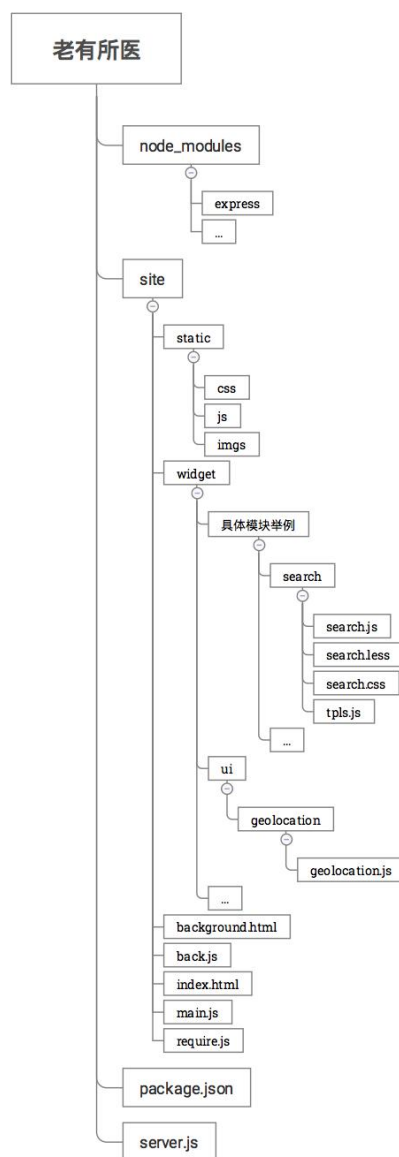 老有所医
node_modules
express
...
site
static
css
js
imgs
widget
具体模块举例
search
search.js
search.less
search.css
tpls.js
...
ui
geolocation
geolocation.js
...
background.html
back.js
index.html
main.js
require.js
package.json
server.js